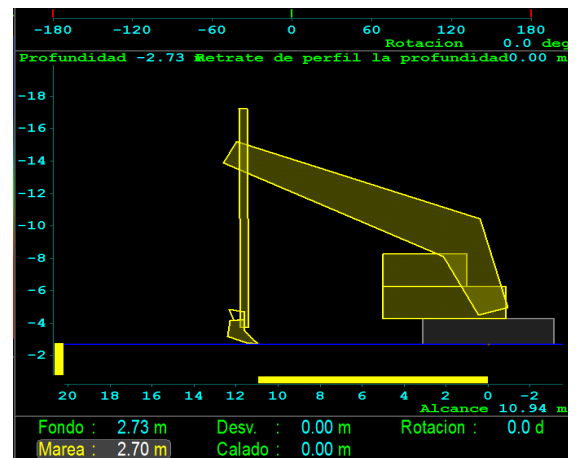 -180 -120 -60 0 60 120 180
Rotacion 0.0 deg
Profundidad -2.73 m Retrate de perfil la profundidad 0.00 m
-18
-16
-14
-12
-10
-8
-6
-4
-2
20 18 16 14 12 10 8 6 4 2 0 -2
Alcance 10.94 m
Fondo : 2.73 m Desv. : 0.00 m Rotacion : 0.0 d
Marea : 2.70 m Calado : 0.00 m